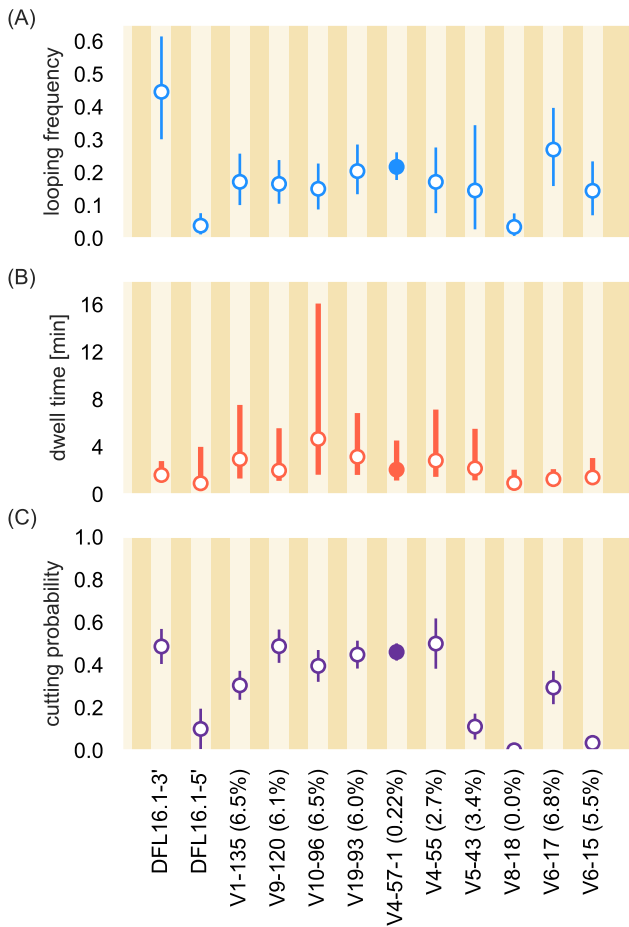 (A)
looping frequency
0.6
0.5
0.4
0.3
0.2
0.1
0.0
(B)
dwell time [min]
16
12
8
4
0
(C)
cutting probability
1.0
0.8
0.6
0.4
0.2
0.0
DFL16.1-3'
DFL16.1-5'
V1-135 (6.5%)
V9-120 (6.1%)
V10-96 (6.5%)
V19-93 (6.0%)
V4-57-1 (0.22%)
V4-55 (2.7%)
V5-43 (3.4%)
V8-18 (0.0%)
V6-17 (6.8%)
V6-15 (5.5%)